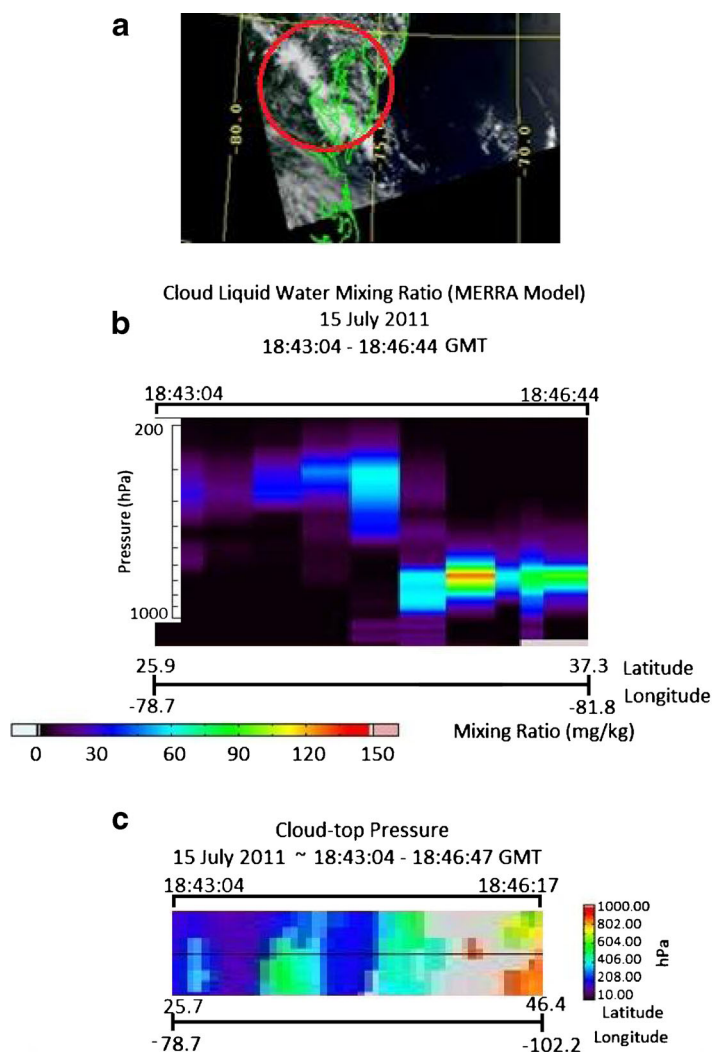 a
-80.0
-75.0
-70.0
Cloud Liquid Water Mixing Ratio (MERRA Model)
b
15 July 2011
18:43:04 - 18:46:44 GMT
18:43:04 18:46:44
200
Pressure (hPa)
1000
25.9 37.3 Latitude
-78.7 -81.8 Longitude
Mixing Ratio (mg/kg)
0 30 60 90 120 150
c
Cloud-top Pressure
15 July 2011 ~ 18:43:04 - 18:46:47 GMT
18:43:04 18:46:17
1000.00
802.00
604.00
406.00
208.00
10.00
hPa
25.7 46.4 Latitude
-78.7 -102.2 Longitude